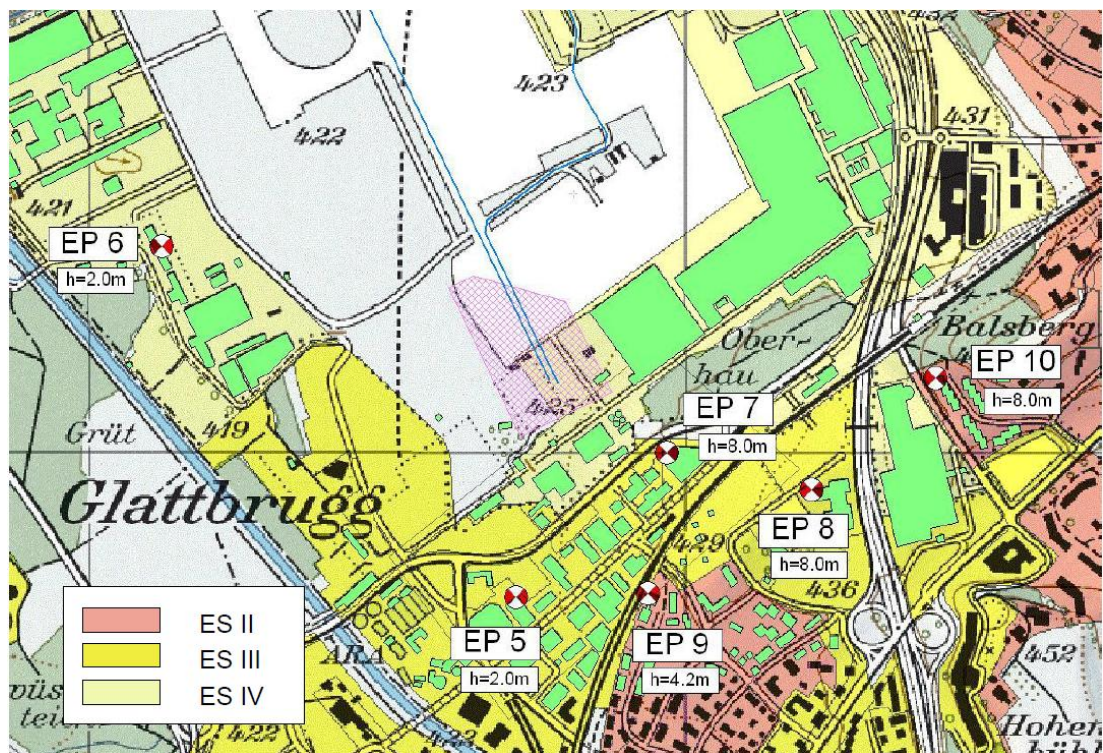 422
423
431
421
EP 6
h=2.0m
Ober-
hau
Balsberg
EP 10
h=8.0m
425
EP 7
h=8.0m
Grüt
419
Glattbrugg
429
EP 8
h=8.0m
436
EP 5
h=2.0m
EP 9
h=4.2m
ES II
ES III
ES IV
ARA
452
422
Hohen